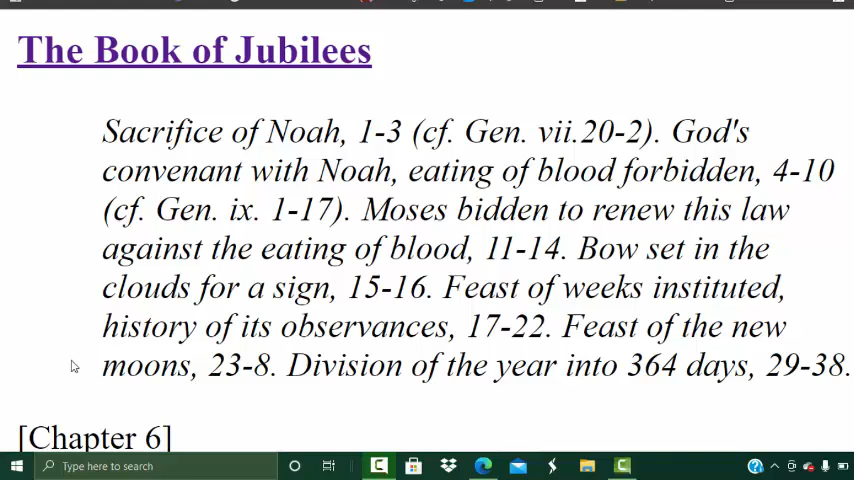 The Book of Jubilees
Sacrifice of Noah, 1-3 (cf. Gen. vii.20-2). God's
convenant with Noah, eating of blood forbidden, 4-10
(cf. Gen. ix. 1-17). Moses bidden to renew this law
against the eating of blood, 11-14. Bow set in the
clouds for a sign, 15-16. Feast of weeks instituted,
history of its observances, 17-22. Feast of the new
moons, 23-8. Division of the year into 364 days, 29-38.
[Chapter 6]
Type here to search